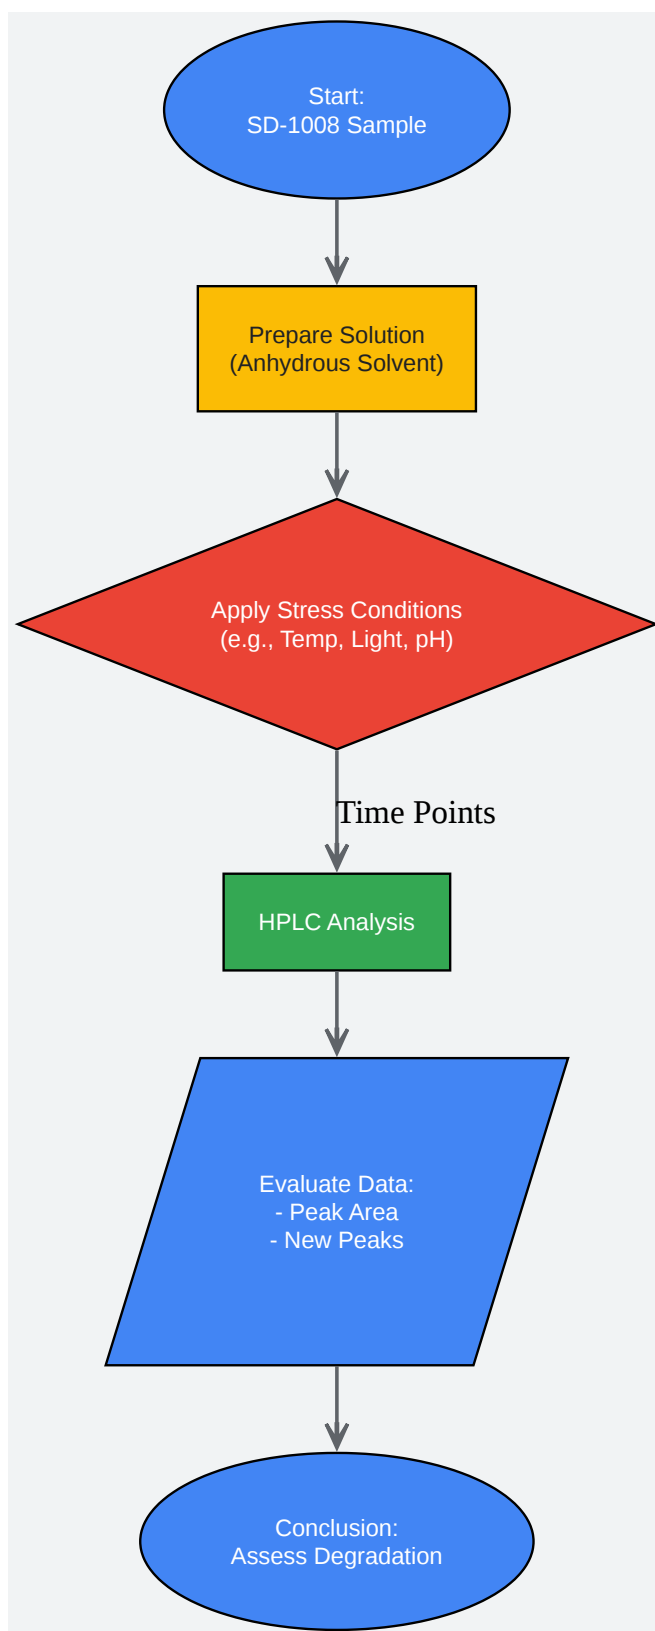 Start:
SD-1008 Sample
Prepare Solution
(Anhydrous Solvent)
Apply Stress Conditions
(e.g., Temp, Light, pH)
Time Points
HPLC Analysis
Evaluate Data:
- Peak Area
- New Peaks
Conclusion:
Assess Degradation